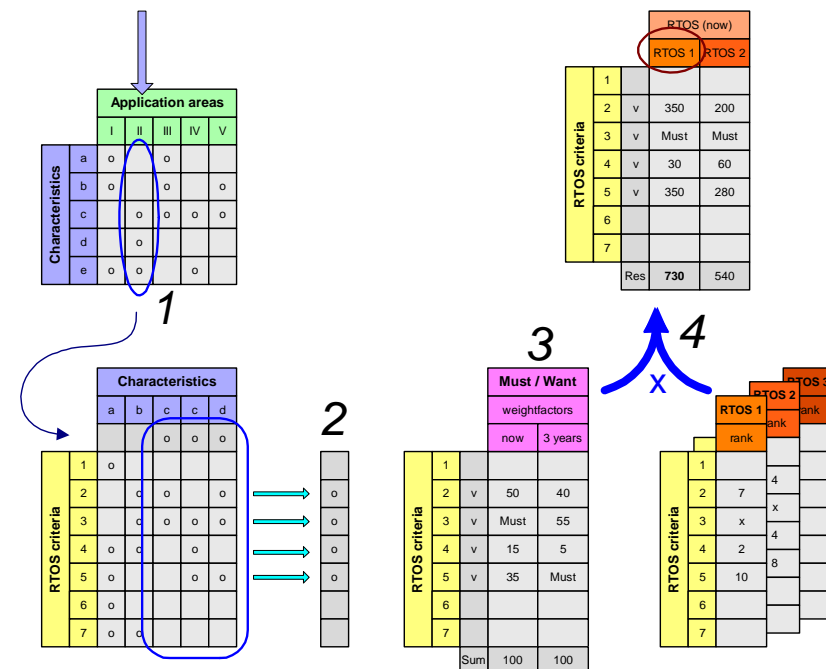 RTOS (now)
RTOS 1 RTOS 2
RTOS criteria
1
2 v 350 200
3 v Must Must
4 v 30 60
5 v 350 280
6
7
Res 730 540
Application areas
I II III IV V
Characteristics
a o o
b o o o
c o o o o
d o
e o o o
1
Characteristics
a b c c d
o o o
RTOS criteria
1 o
2 o o o
3 o o o o
4 o o o
5 o o o o
6 o
7 o o
2
o
o
o
o
3
Must / Want
weightfactors
now 3 years
RTOS criteria
1
2 v 50 40
3 v Must 55
4 v 15 5
5 v 35 Must
6
7
Sum 100 100
4
x
RTOS 3
ank
RTOS 2
ank
4
x
4
8
RTOS 1
rank
RTOS criteria
1
2 7
3 x
4 2
5 10
6
7